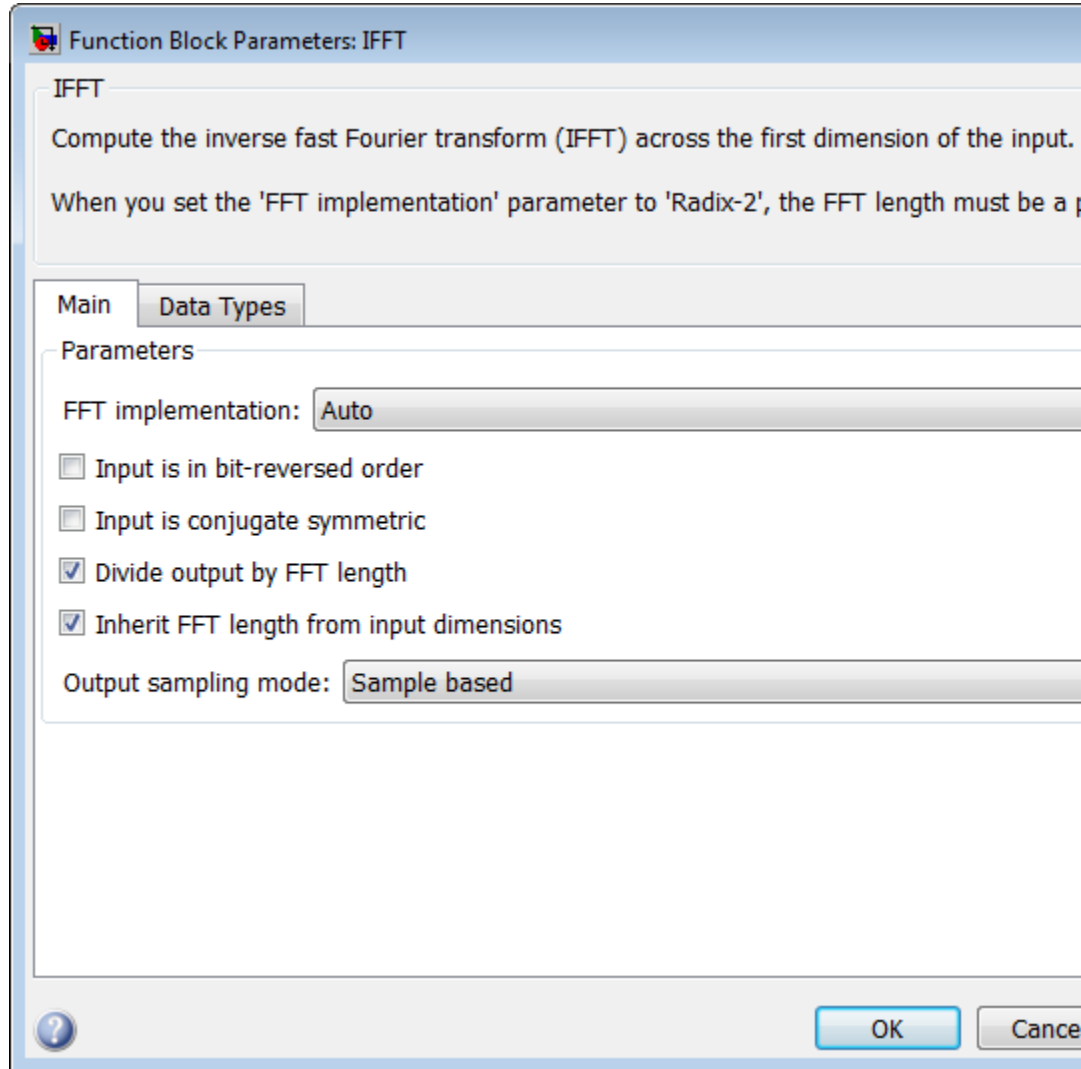 Function Block Parameters: IFFT
IFFT
Compute the inverse fast Fourier transform (IFFT) across the first dimension of the input.
When you set the 'FFT implementation' parameter to 'Radix-2', the FFT length must be a
Main
Data Types
Parameters
FFT implementation: Auto
Input is in bit-reversed order
Input is conjugate symmetric
Divide output by FFT length
Inherit FFT length from input dimensions
Output sampling mode: Sample based
OK
Cance